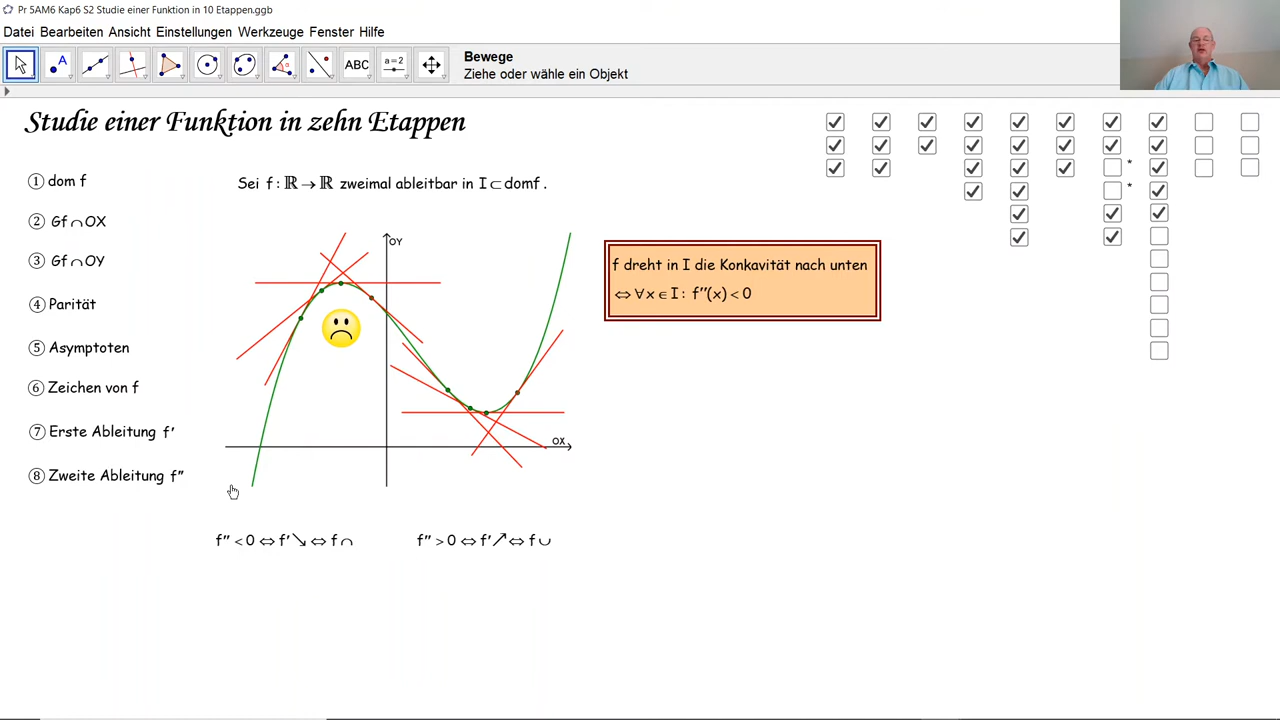 Pr 5AM6 Kap6 S2 Studie einer Funktion in 10 Etappen.ggb
Datei Bearbeiten Ansicht Einstellungen Werkzeuge Fenster Hilfe
A
ABC
a=2
Bewege
Ziehe oder wähle ein Objekt
Studie einer Funktion in zehn Etappen
① dom f
② Gf ∩ OX
③ Gf ∩ OY
④ Parität
⑤ Asymptoten
⑥ Zeichen von f
⑦ Erste Ableitung f'
⑧ Zweite Ableitung f"
Sei f : ℝ → ℝ zweimal ableitbar in I ⊂ domf .
OY
OX
f dreht in I die Konkavität nach unten
⇔ ∀x ∈ I : f"(x) < 0
f" < 0 ⇔ f' ↘ ⇔ f ∩
f" > 0 ⇔ f' ↗ ⇔ f ∪
*
*